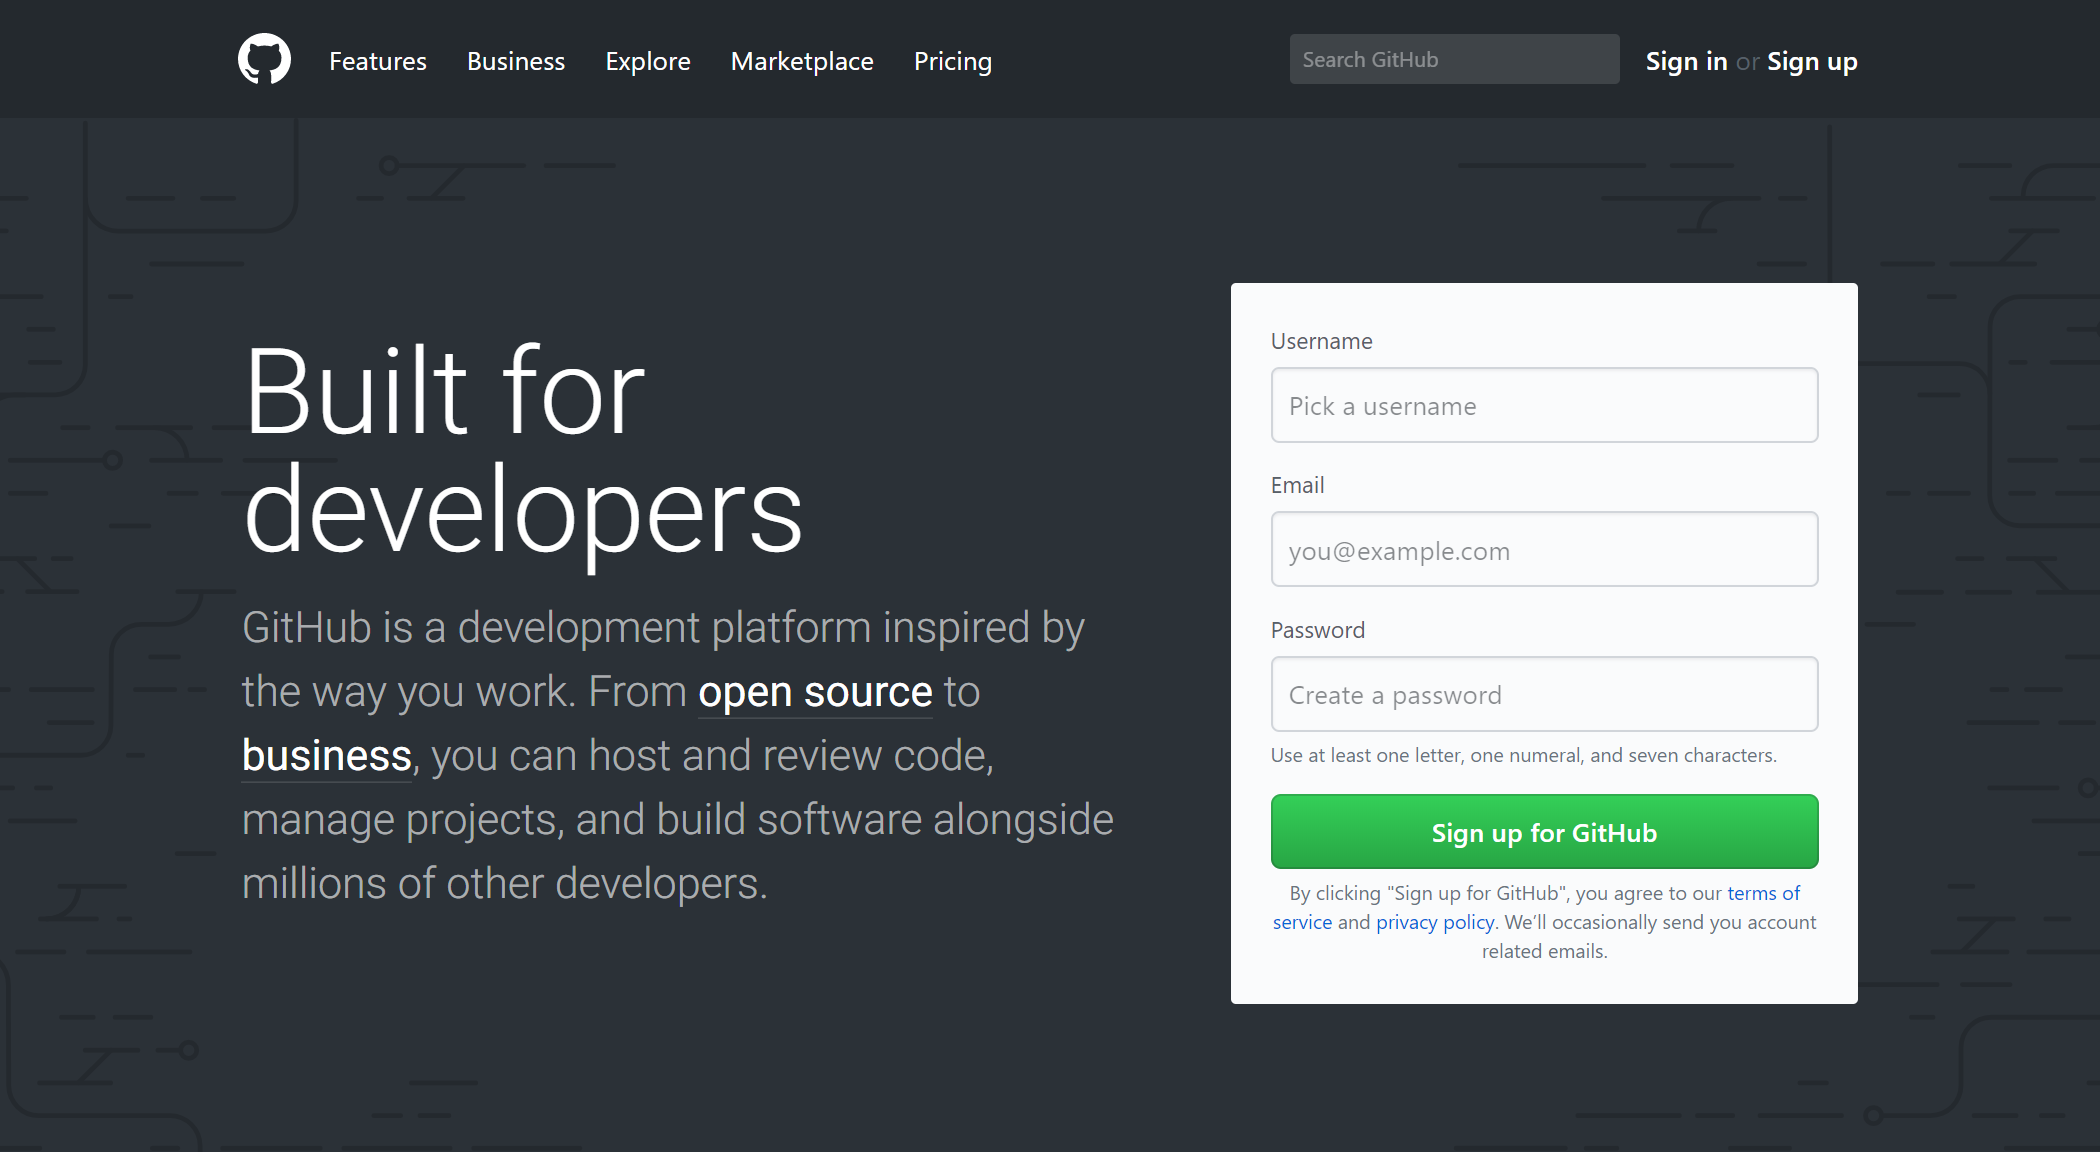 Features Business Explore Marketplace Pricing Search GitHub Sign in or Sign up
Built for
developers
GitHub is a development platform inspired by
the way you work. From open source to
business, you can host and review code,
manage projects, and build software alongside
millions of other developers.
Username
Pick a username
Email
you@example.com
Password
Create a password
Use at least one letter, one numeral, and seven characters.
Sign up for GitHub
By clicking "Sign up for GitHub", you agree to our terms of
service and privacy policy. We’ll occasionally send you account
related emails.